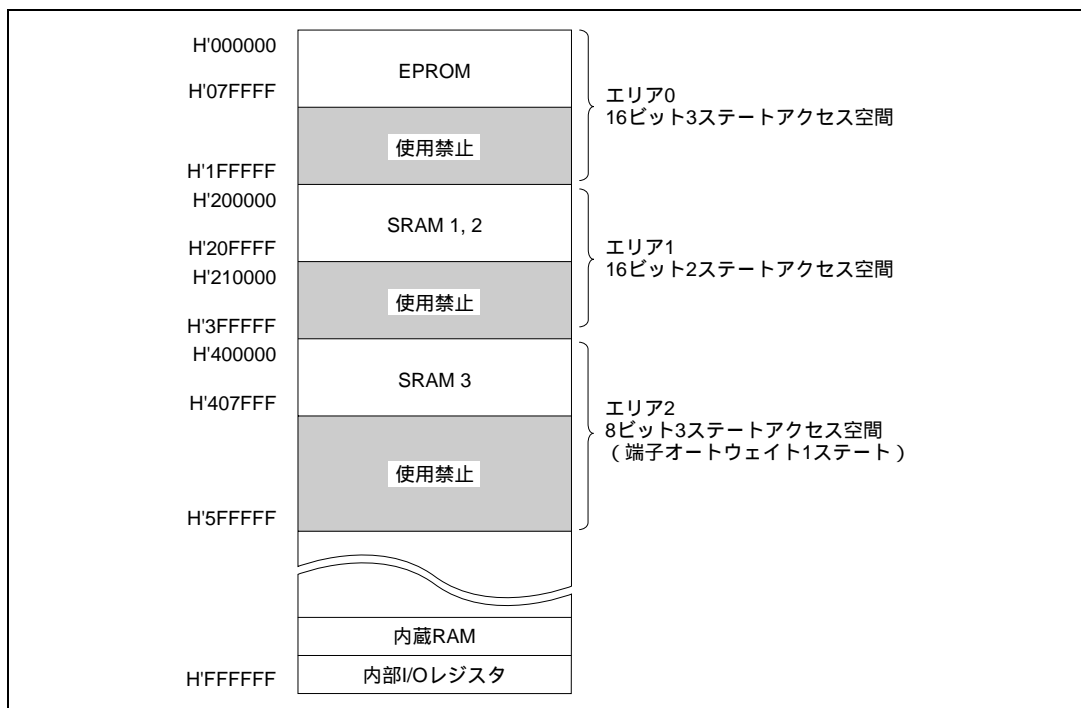 H'000000
EPROM
H'07FFFF
エリア0
16ビット3ステートアクセス空間
使用禁止
H'1FFFFF
H'200000
SRAM 1, 2
H'20FFFF
エリア1
16ビット2ステートアクセス空間
H'210000
使用禁止
H'3FFFFF
H'400000
SRAM 3
H'407FFF
エリア2
8ビット3ステートアクセス空間
（端子オートウェイト1ステート）
使用禁止
H'5FFFFF
内蔵RAM
H'FFFFFF
内部I/Oレジスタ